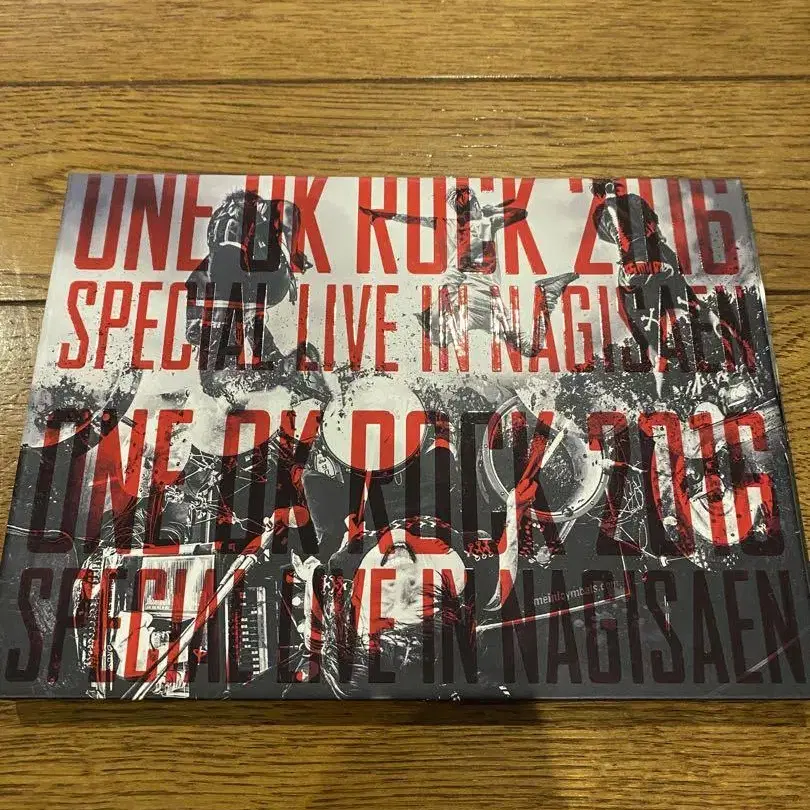 ONE OK ROCK 2016
SPECIAL LIVE IN NAGISAEN
ONE OK ROCK 2016
SPECIAL LIVE IN NAGISAEN